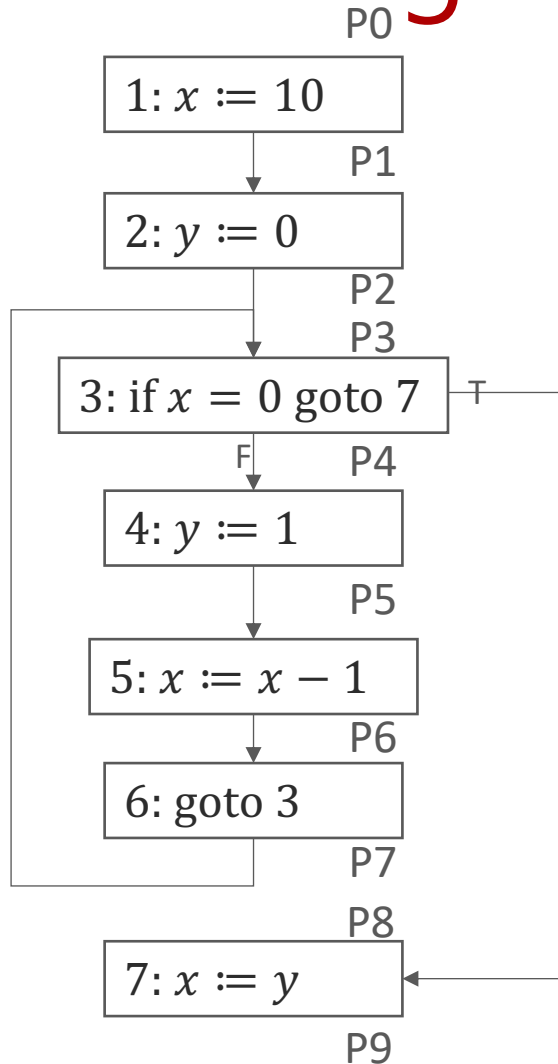 P0
1: x := 10
P1
2: y := 0
P2
P3
3: if x = 0 goto 7
T
F
P4
4: y := 1
P5
5: x := x − 1
P6
6: goto 3
P7
P8
7: x := y
P9